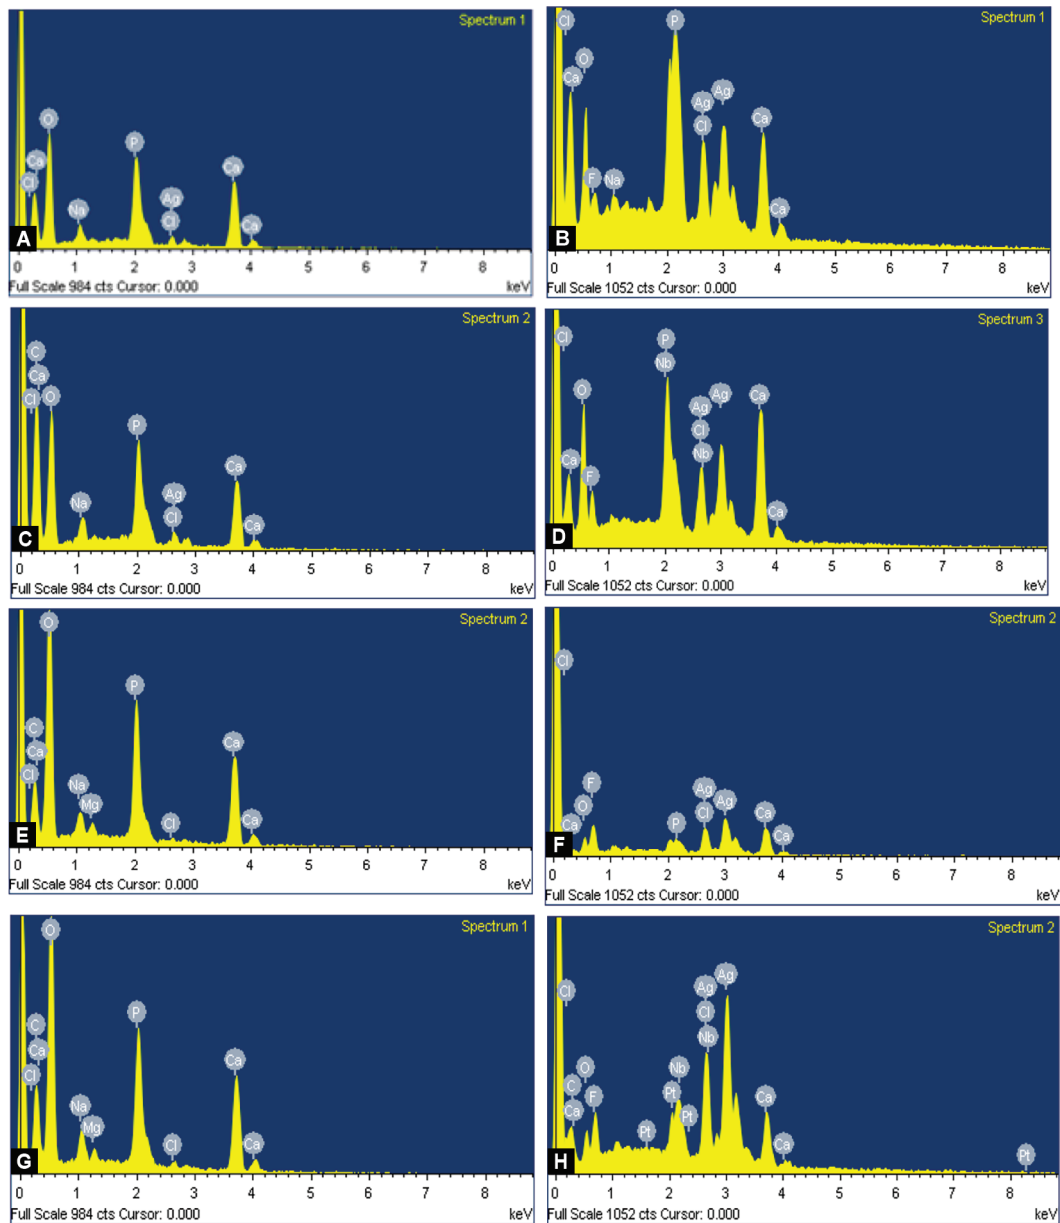 Spectrum 1
Cl
O
Ca
Na
P
Ag
Cl
Ca
Ca
A
0 1 2 3 4 5 6 7 8
Full Scale 984 cts Cursor: 0.000 keV
Spectrum 1
Cl
Ca
O
F
Na
P
Ag
Cl
Ag
Ca
Ca
B
0 1 2 3 4 5 6 7 8
Full Scale 1052 cts Cursor: 0.000 keV
Spectrum 2
C
Ca
Cl
O
Na
P
Ag
Cl
Ca
Ca
C
0 1 2 3 4 5 6 7 8
Full Scale 984 cts Cursor: 0.000 keV
Spectrum 3
Cl
O
Ca
F
P
Nb
Ag
Cl
Nb
Ag
Ca
Ca
D
0 1 2 3 4 5 6 7 8
Full Scale 1052 cts Cursor: 0.000 keV
Spectrum 2
O
C
Ca
Cl
Na
Mg
P
Cl
Ca
Ca
E
0 1 2 3 4 5 6 7 8
Full Scale 984 cts Cursor: 0.000 keV
Spectrum 2
Cl
F
O
Ca
P
Ag
Cl
Ag
Ca
Ca
F
0 1 2 3 4 5 6 7 8
Full Scale 1052 cts Cursor: 0.000 keV
Spectrum 1
O
C
Ca
Cl
Na
Mg
P
Cl
Ca
Ca
G
0 1 2 3 4 5 6 7 8
Full Scale 984 cts Cursor: 0.000 keV
Spectrum 2
Cl
O
C
F
Ca
Pt
Pt
Nb
Pt
Ag
Cl
Nb
Ag
Ca
Ca
Pt
H
0 1 2 3 4 5 6 7 8
Full Scale 1052 cts Cursor: 0.000 keV